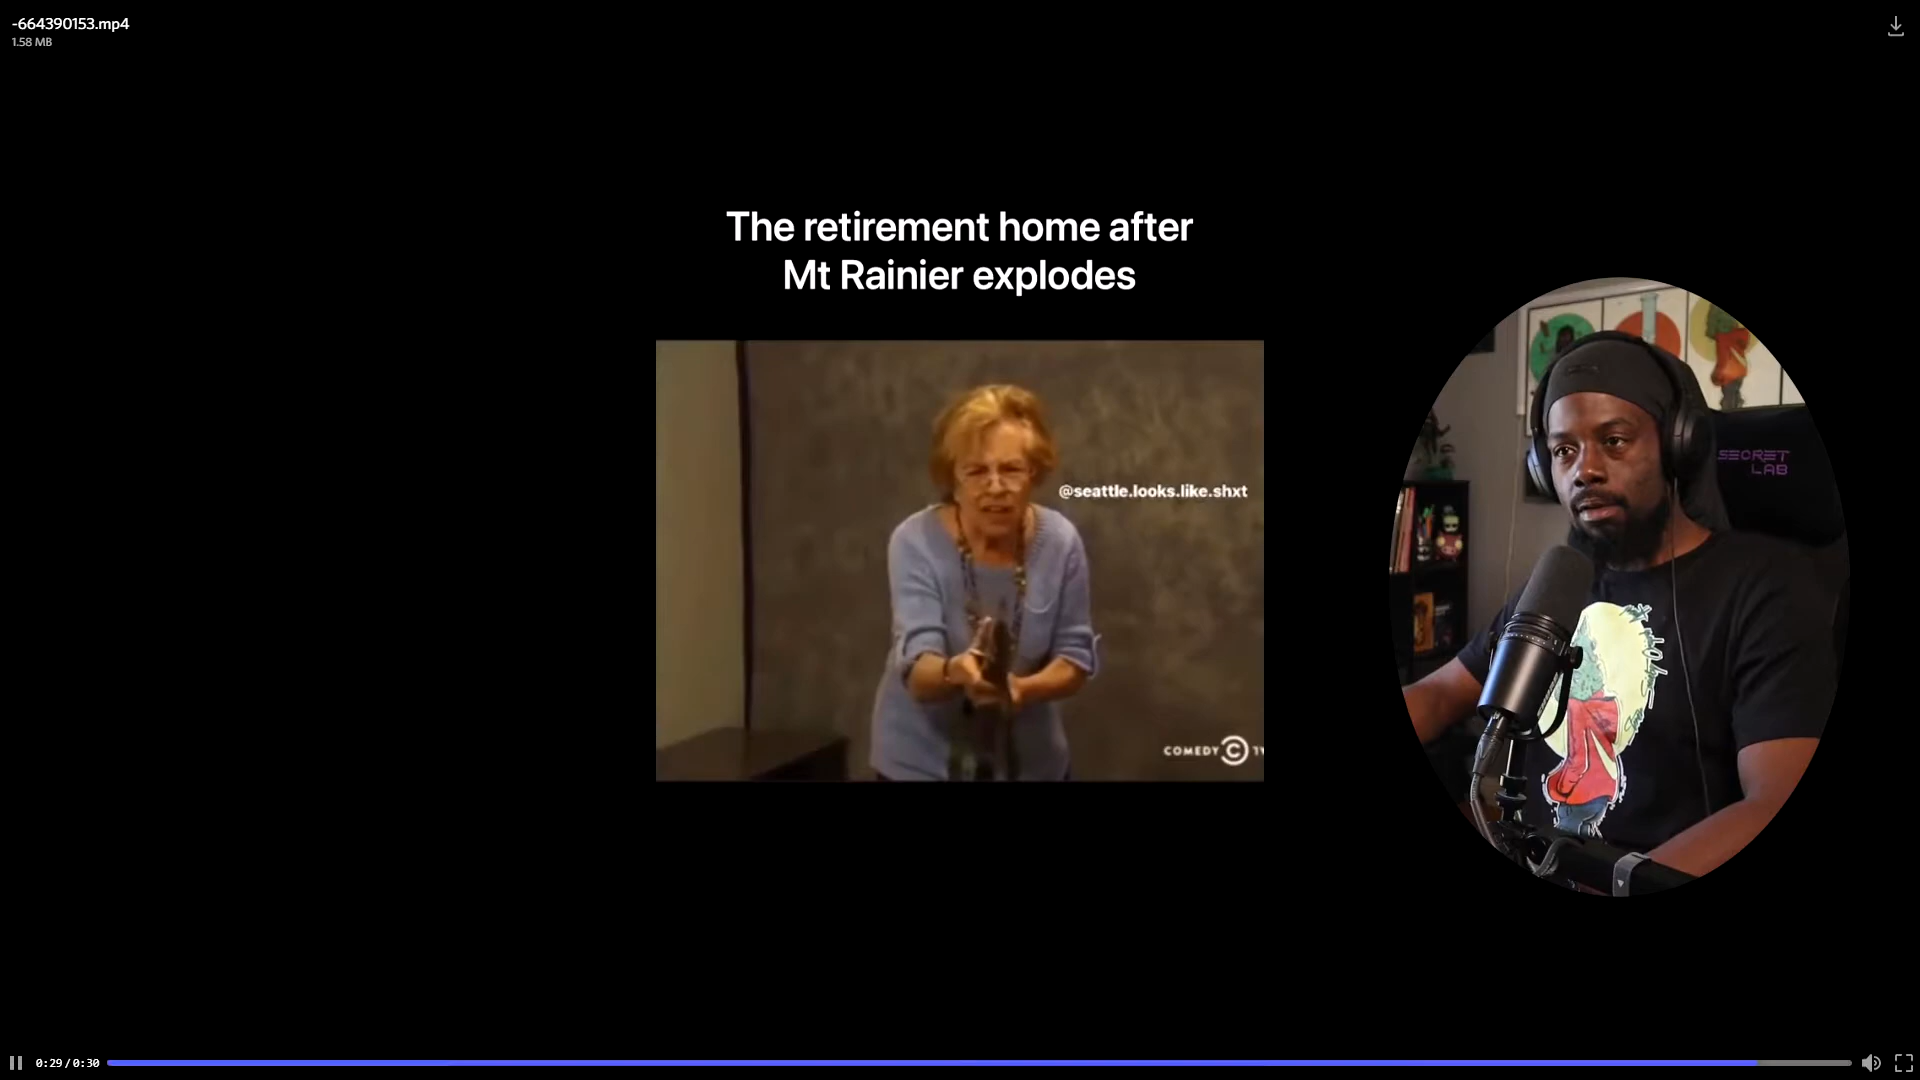 -664390153.mp4
1.58 MB
The retirement home after
Mt Rainier explodes
@seattle.looks.like.shxt
COMEDY C TV
SECRET
LAB
0:29/0:30